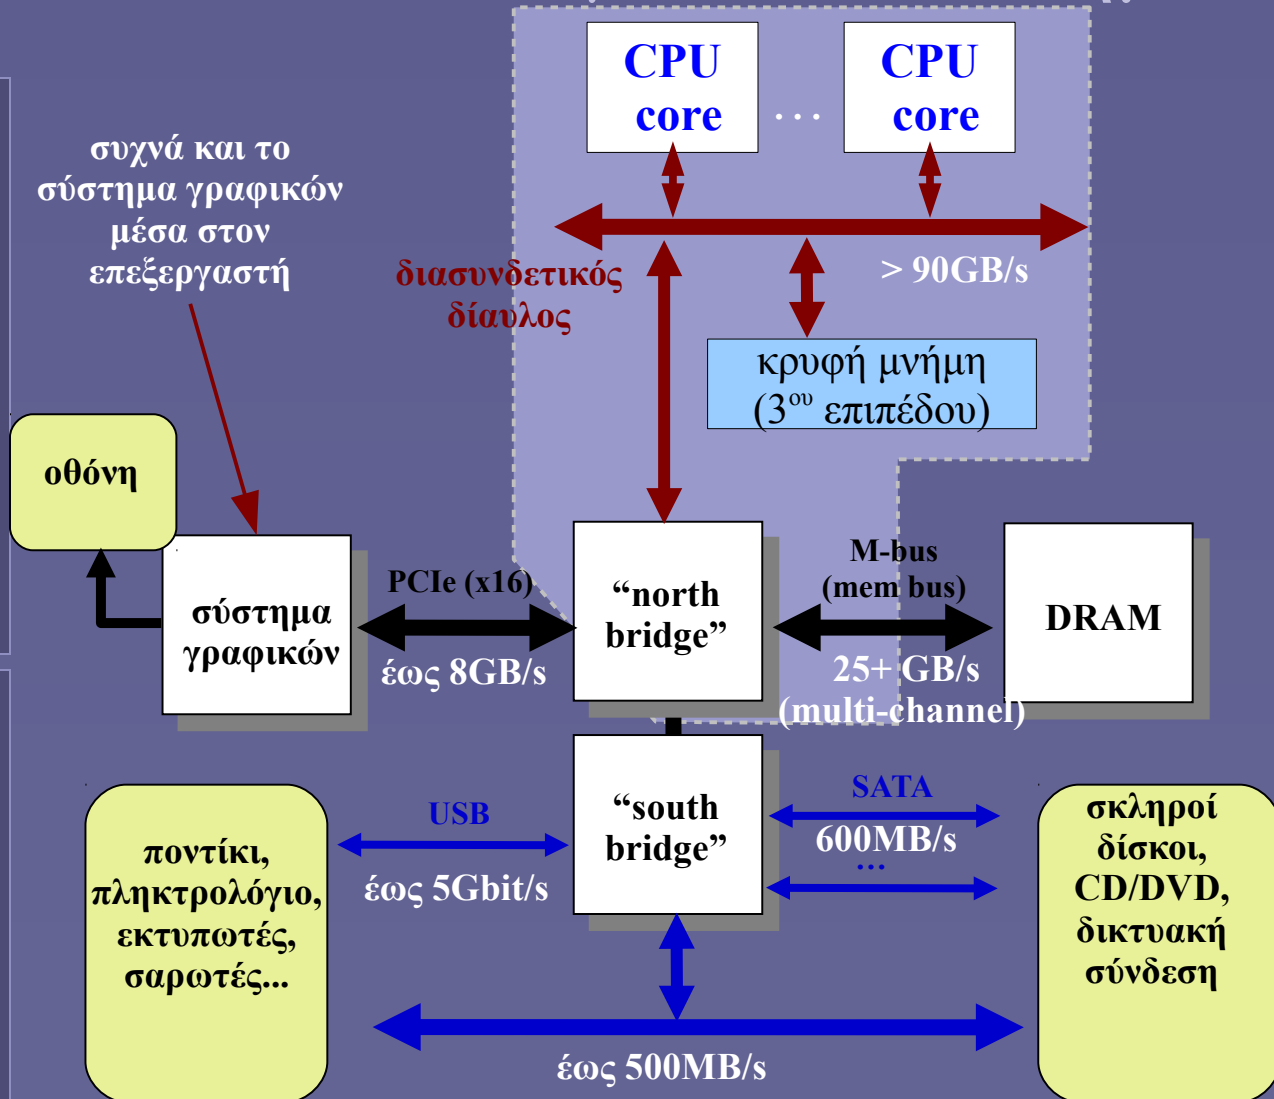 CPU
core
...
CPU
core
συχνά και το
σύστημα γραφικών
μέσα στον
επεξεργαστή
διασυνδετικός
δίαυλος
> 90GB/s
κρυφή μνήμη
(3ου επιπέδου)
οθόνη
σύστημα
γραφικών
PCIe (x16)
έως 8GB/s
“north
bridge”
M-bus
(mem bus)
25+ GB/s
(multi-channel)
DRAM
“south
bridge”
USB
έως 5Gbit/s
SATA
600MB/s
...
ποντίκι,
πληκτρολόγιο,
εκτυπωτές,
σαρωτές...
σκληροί
δίσκοι,
CD/DVD,
δικτυακή
σύνδεση
έως 500MB/s